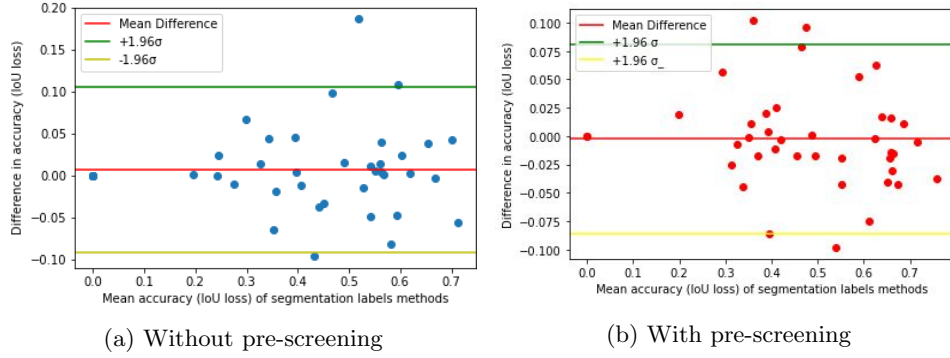 Mean Difference
+1.96σ
-1.96σ
0.20
0.15
0.10
0.05
0.00
−0.05
−0.10
Difference in accuracy (IoU loss)
0.0 0.1 0.2 0.3 0.4 0.5 0.6 0.7
Mean accuracy (IoU loss) of segmentation labels methods
(a) Without pre-screening
Mean Difference
+1.96 σ
+1.96 σ_
0.100
0.075
0.050
0.025
0.000
−0.025
−0.050
−0.075
−0.100
Difference in accuracy (IoU loss)
0.0 0.1 0.2 0.3 0.4 0.5 0.6 0.7
Mean accuracy (IoU loss) of segmentation labels methods
(b) With pre-screening